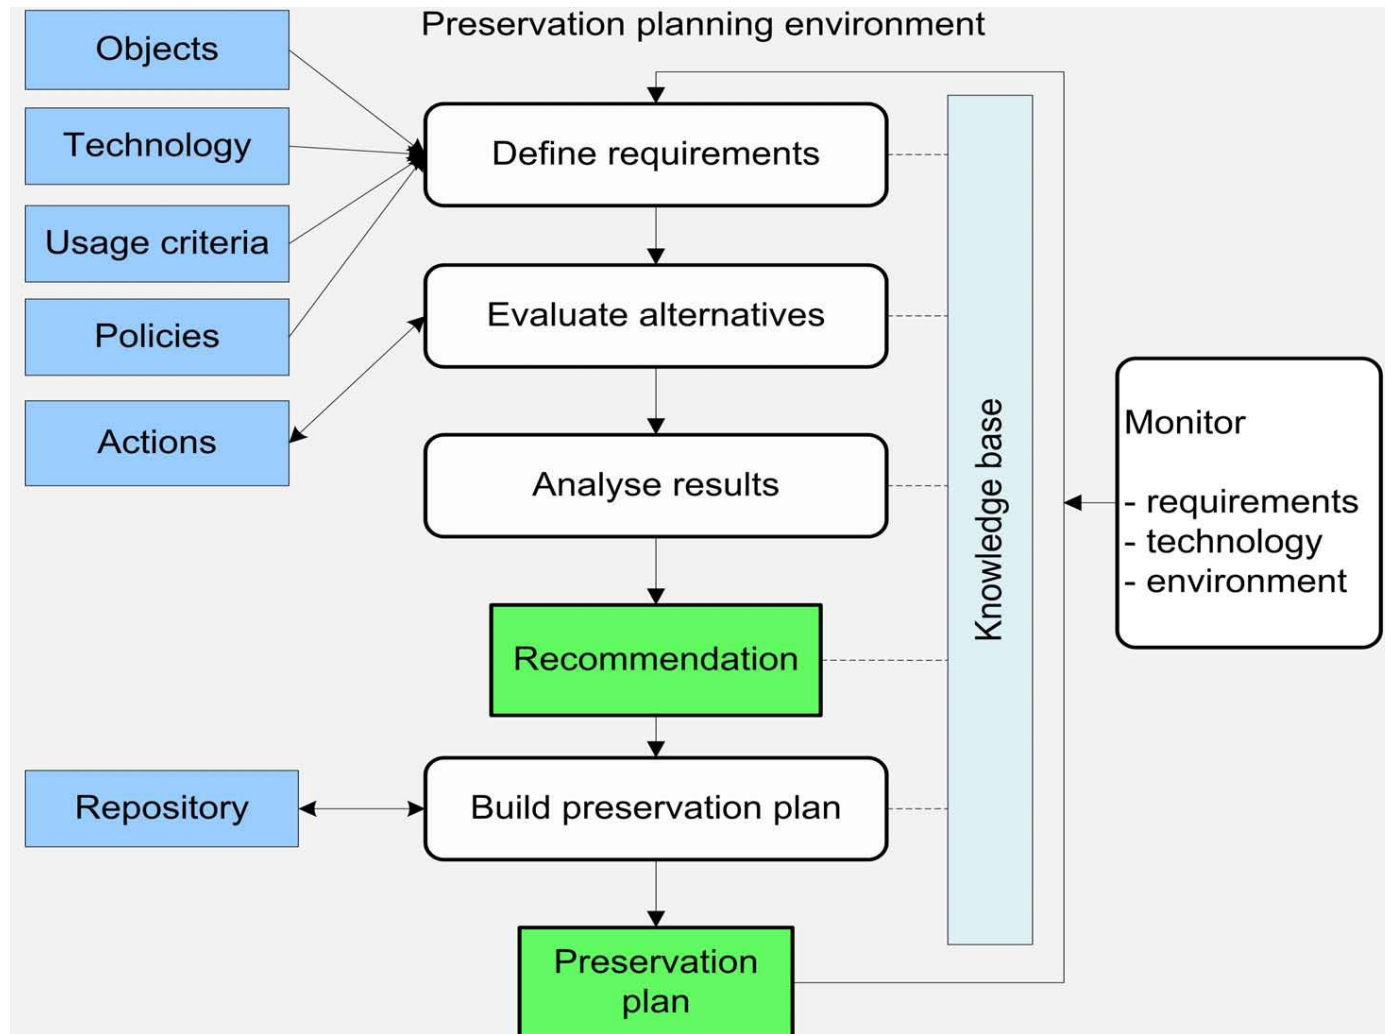 Preservation planning environment
Objects
Technology
Usage criteria
Policies
Actions
Repository
Define requirements
Evaluate alternatives
Analyse results
Recommendation
Build preservation plan
Preservation
plan
Knowledge base
Monitor
- requirements
- technology
- environment